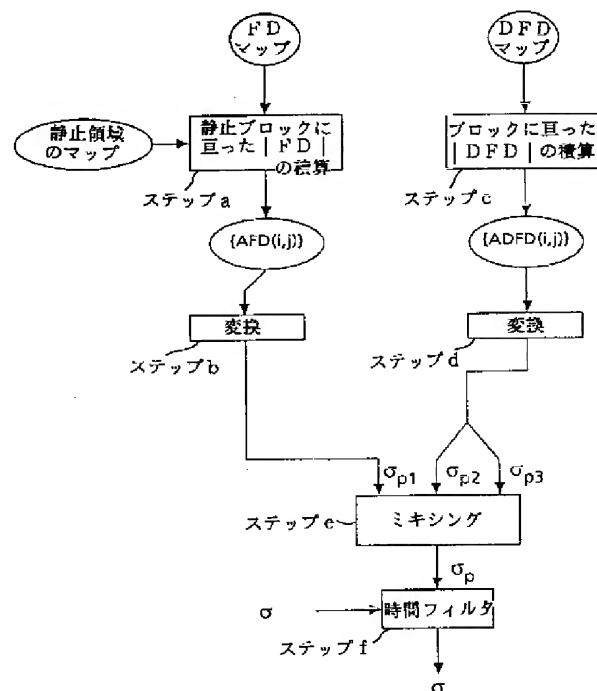 FD
マップ
DFD
マップ
静止領域
のマップ
静止ブロックに
亘った｜FD｜
の積算
ブロックに亘った
｜DFD｜の積算
ステップa
ステップc
{AFD(i,j)}
{ADFD(i,j)}
変換
変換
ステップb
ステップd
σp1
σp2
σp3
ステップe
ミキシング
σp
σ
時間フィルタ
ステップf
σ